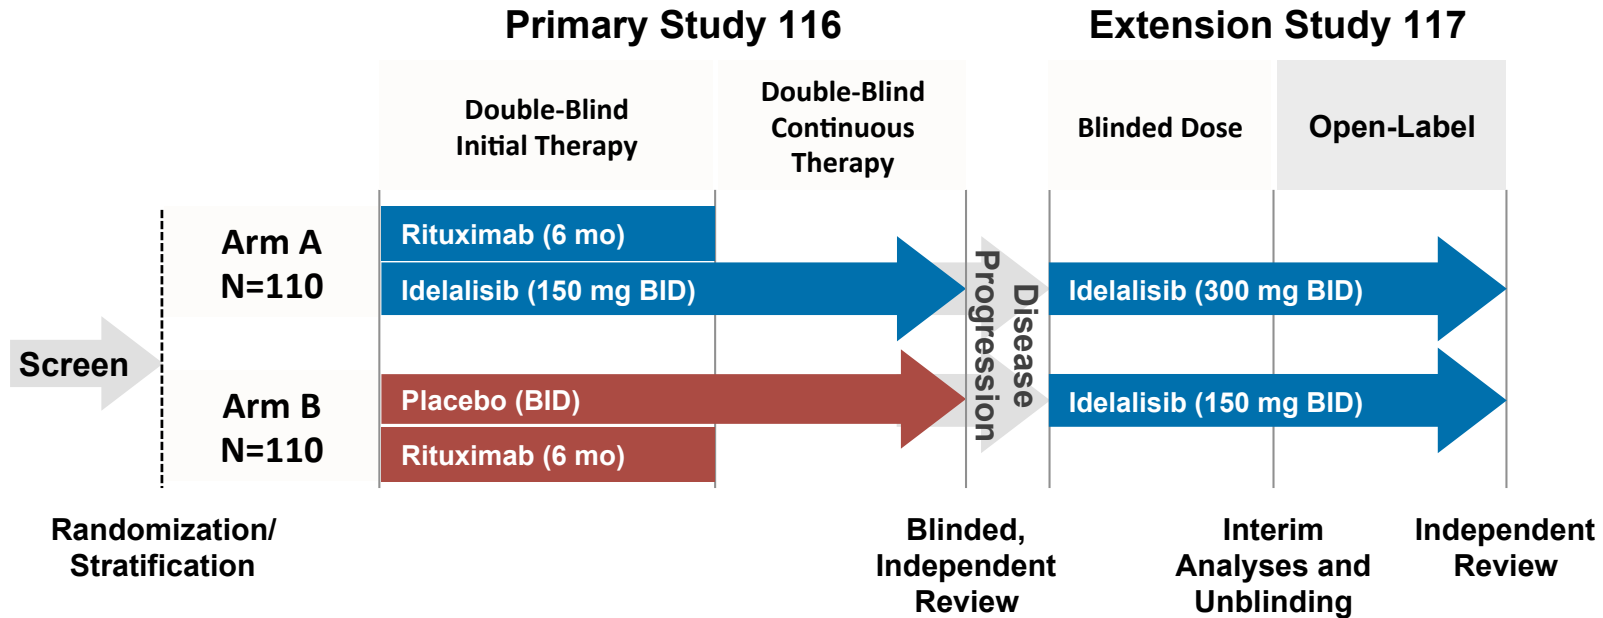 Primary Study 116
Extension Study 117
Double-Blind
Initial Therapy
Double-Blind
Continuous
Therapy
Blinded Dose
Open-Label
Screen
Arm A
N=110
Rituximab (6 mo)
Idelalisib (150 mg BID)
Arm B
N=110
Placebo (BID)
Rituximab (6 mo)
Disease
Progression
Idelalisib (300 mg BID)
Idelalisib (150 mg BID)
Randomization/
Stratification
Blinded,
Independent
Review
Interim
Analyses and
Unblinding
Independent
Review